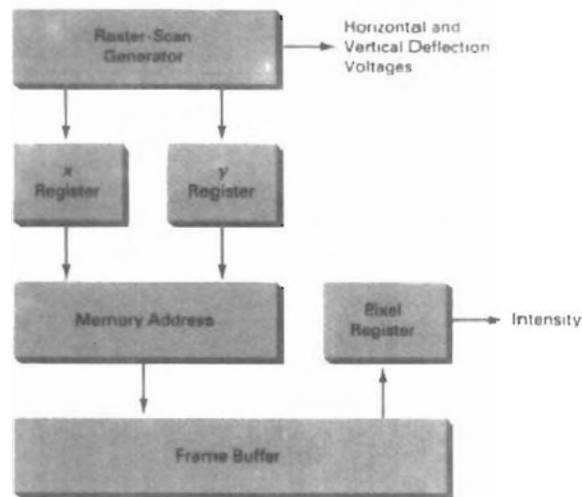 Raster-Scan
Generator
Horizontal and
Vertical Deflection
Voltages
x
Register
y
Register
Memory Address
Pixel
Register
Intensity
Frame Buffer